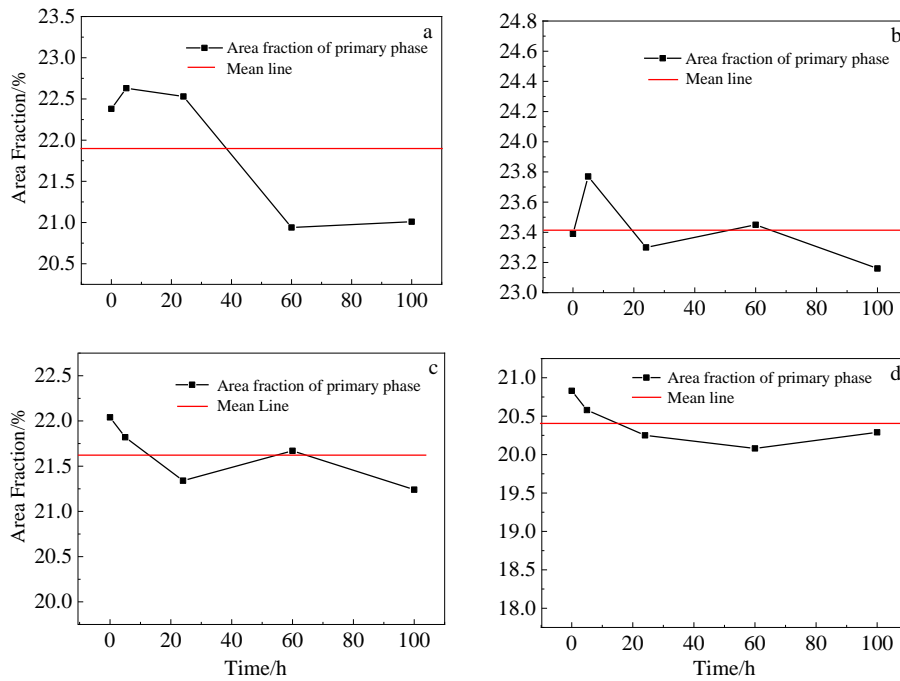 a
Area fraction of primary phase
Mean line
Area Fraction/%
23.5
23.0
22.5
22.0
21.5
21.0
20.5
0 20 40 60 80 100
b
Area fraction of primary phase
Mean line
24.8
24.6
24.4
24.2
24.0
23.8
23.6
23.4
23.2
23.0
0 20 40 60 80 100
c
Area fraction of primary phase
Mean Line
Area Fraction/%
22.5
22.0
21.5
21.0
20.5
20.0
0 20 40 60 80 100
Time/h
d
Area fraction of primary phase
Mean line
21.0
20.5
20.0
19.5
19.0
18.5
18.0
0 20 40 60 80 100
Time/h